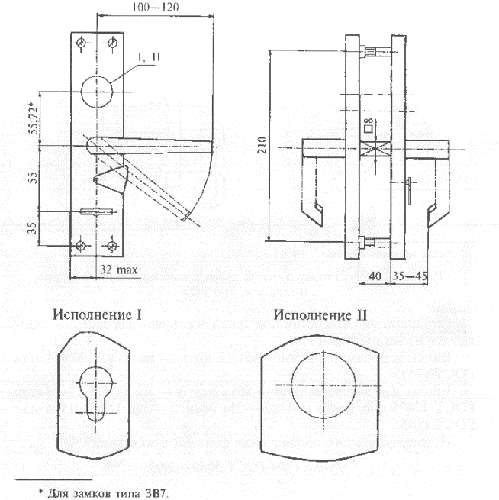 100—120
I, II
55;72*
55
35
32 max
210
□8
40
35—45
Исполнение I
Исполнение II
* Для замков типа ЗВ7.